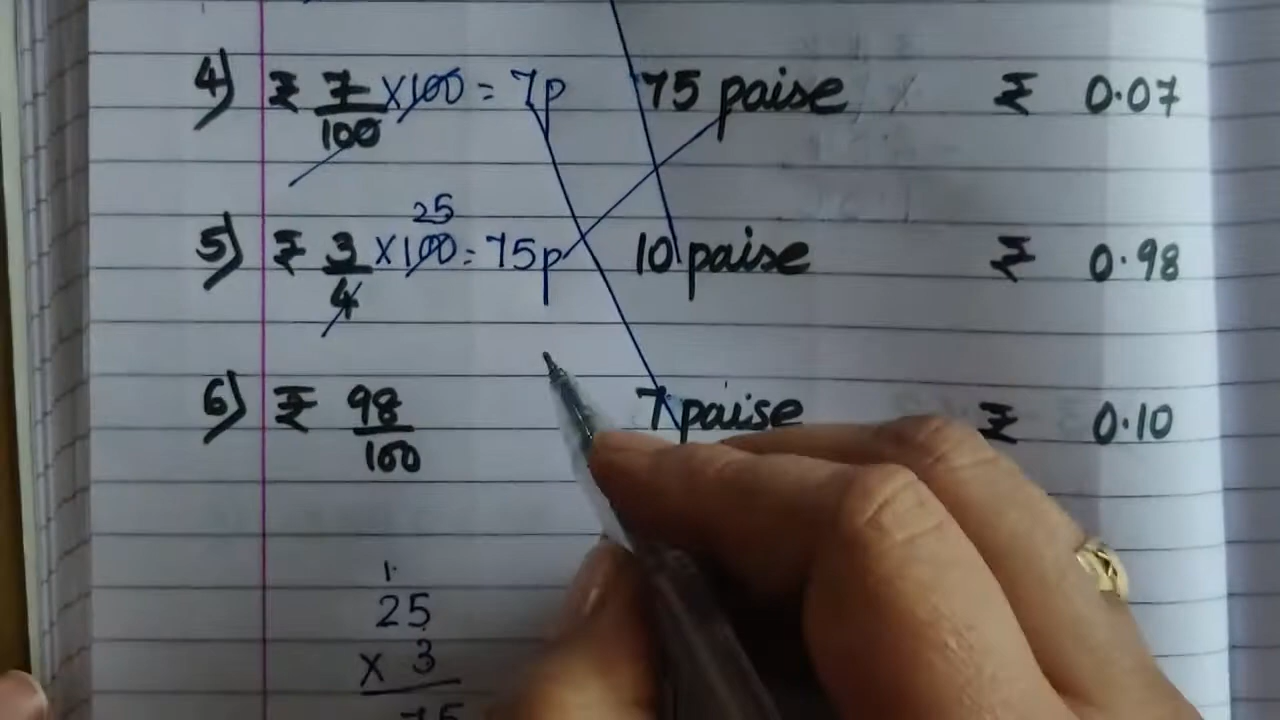 4) ₹ 7/100 ×100 = 7p 75 paise ₹ 0.07
25
5) ₹ 3/4 ×100 = 75p 10 paise ₹ 0.98
6) ₹ 98/100 7 paise ₹ 0.10
1
25
× 3
75